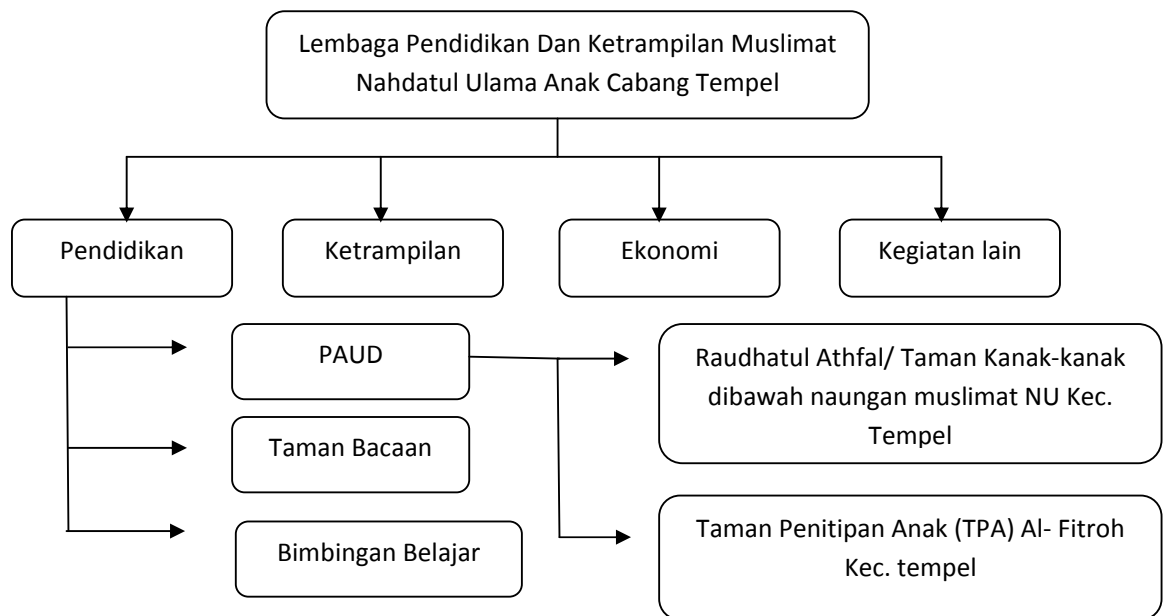 Lembaga Pendidikan Dan Ketrampilan Muslimat
Nahdatul Ulama Anak Cabang Tempel
Pendidikan
Ketrampilan
Ekonomi
Kegiatan lain
PAUD
Raudhatul Athfal/ Taman Kanak-kanak
dibawah naungan muslimat NU Kec.
Tempel
Taman Bacaan
Bimbingan Belajar
Taman Penitipan Anak (TPA) Al- Fitroh
Kec. tempel